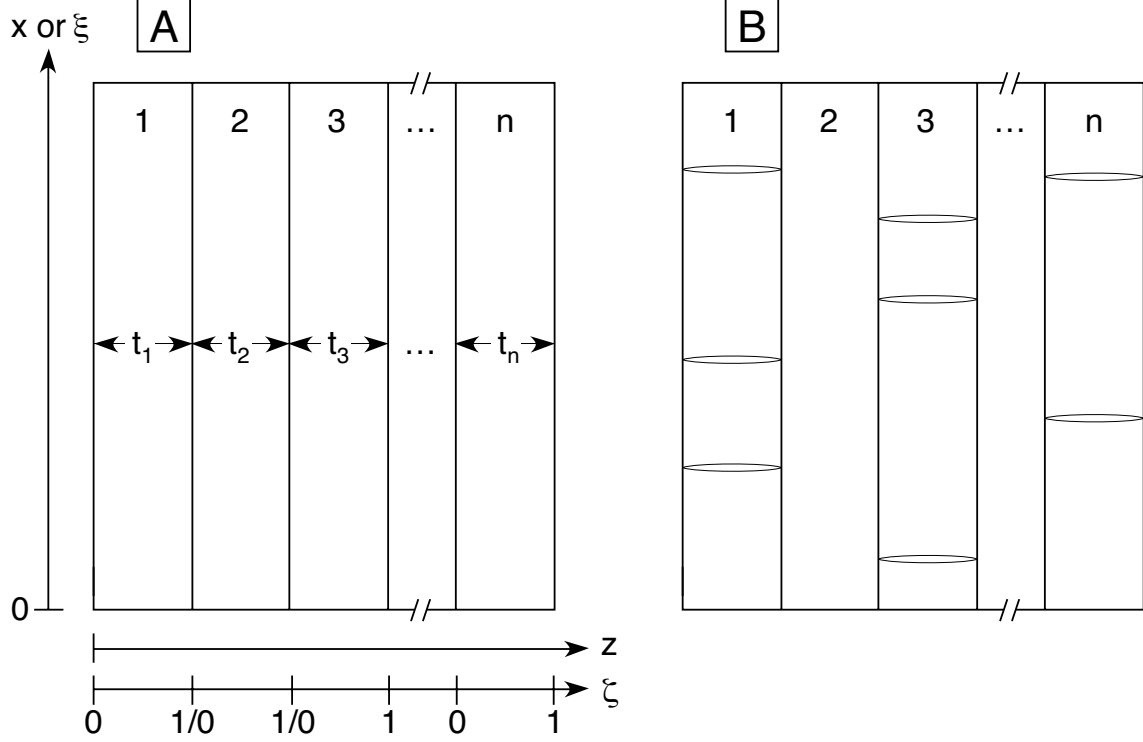 x or ξ
A
B
1 2 3 ... n
1 2 3 ... n
t₁ t₂ t₃ ... tₙ
0
z
ζ
0 1/0 1/0 1 0 1